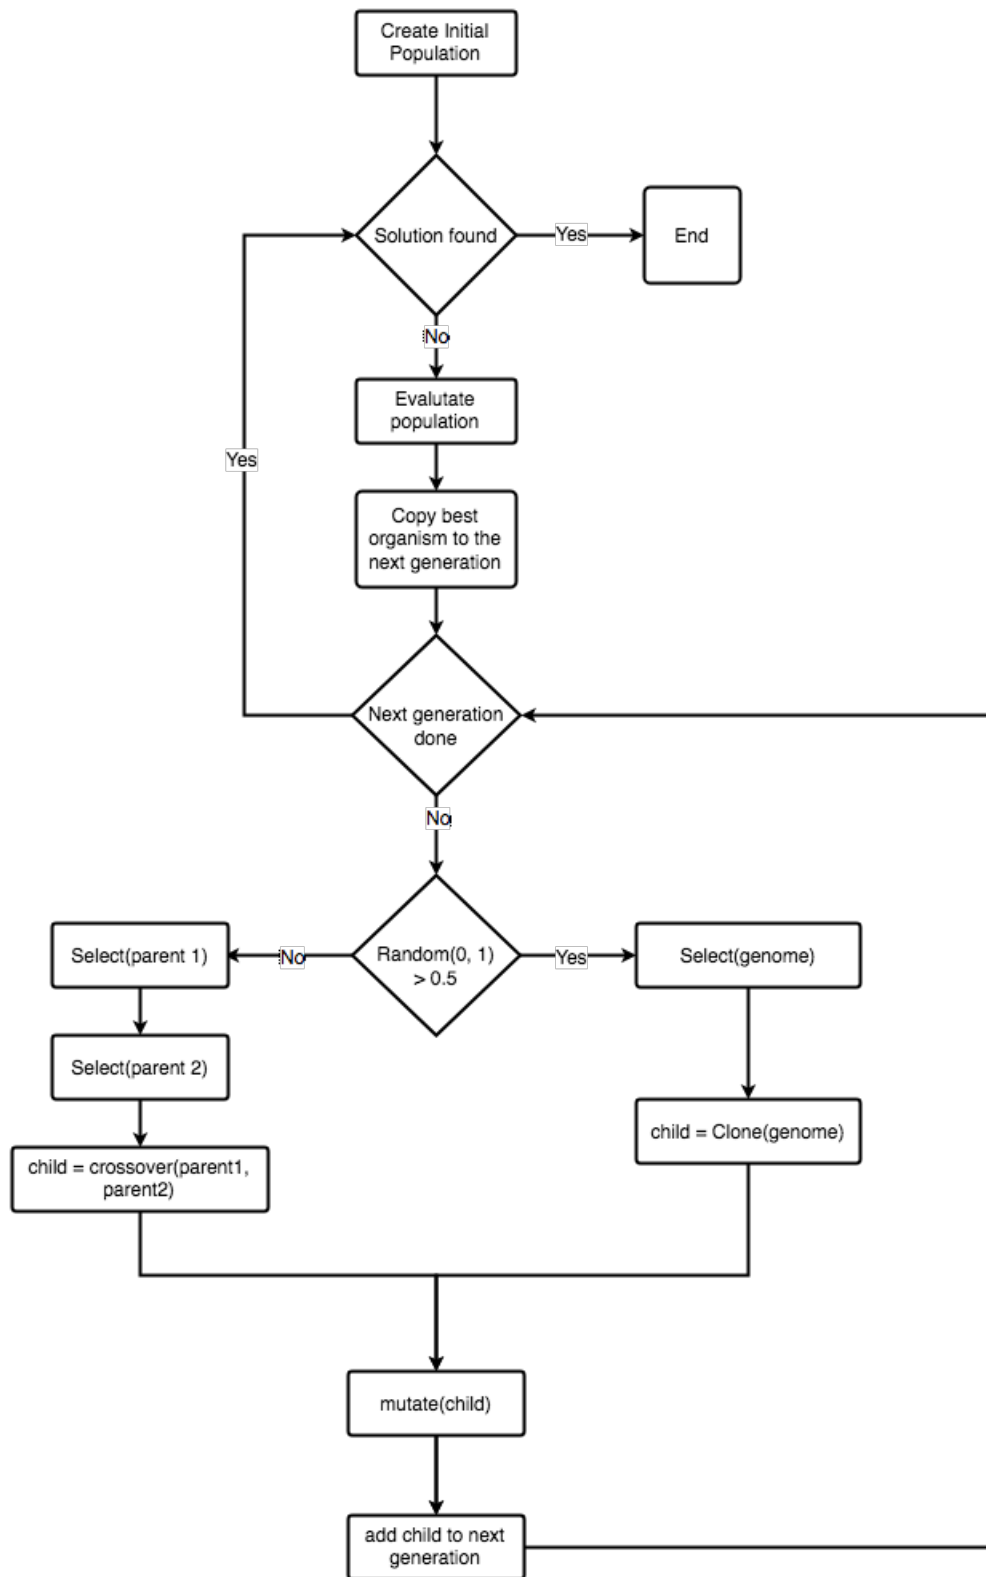 Create Initial
Population
Solution found
Yes
End
No
Evalutate
population
Yes
Copy best
organism to the
next generation
Next generation
done
No
Select(parent 1)
No
Random(0, 1)
> 0.5
Yes
Select(genome)
Select(parent 2)
child = Clone(genome)
child = crossover(parent1,
parent2)
mutate(child)
add child to next
generation